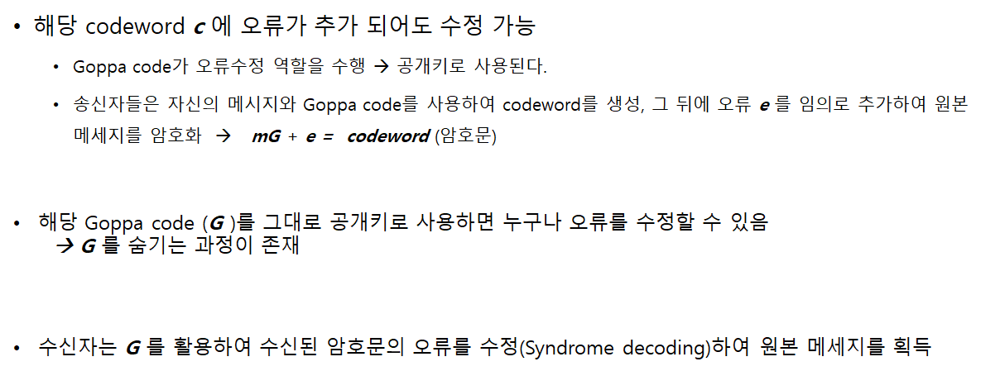 • 해당 codeword c 에 오류가 추가 되어도 수정 가능
• Goppa code가 오류수정 역할을 수행 → 공개키로 사용된다.
• 송신자들은 자신의 메시지와 Goppa code를 사용하여 codeword를 생성, 그 뒤에 오류 e 를 임의로 추가하여 원본
메세지를 암호화 → mG + e = codeword (암호문)
• 해당 Goppa code (G )를 그대로 공개키로 사용하면 누구나 오류를 수정할 수 있음
→ G 를 숨기는 과정이 존재
• 수신자는 G 를 활용하여 수신된 암호문의 오류를 수정(Syndrome decoding)하여 원본 메세지를 획득